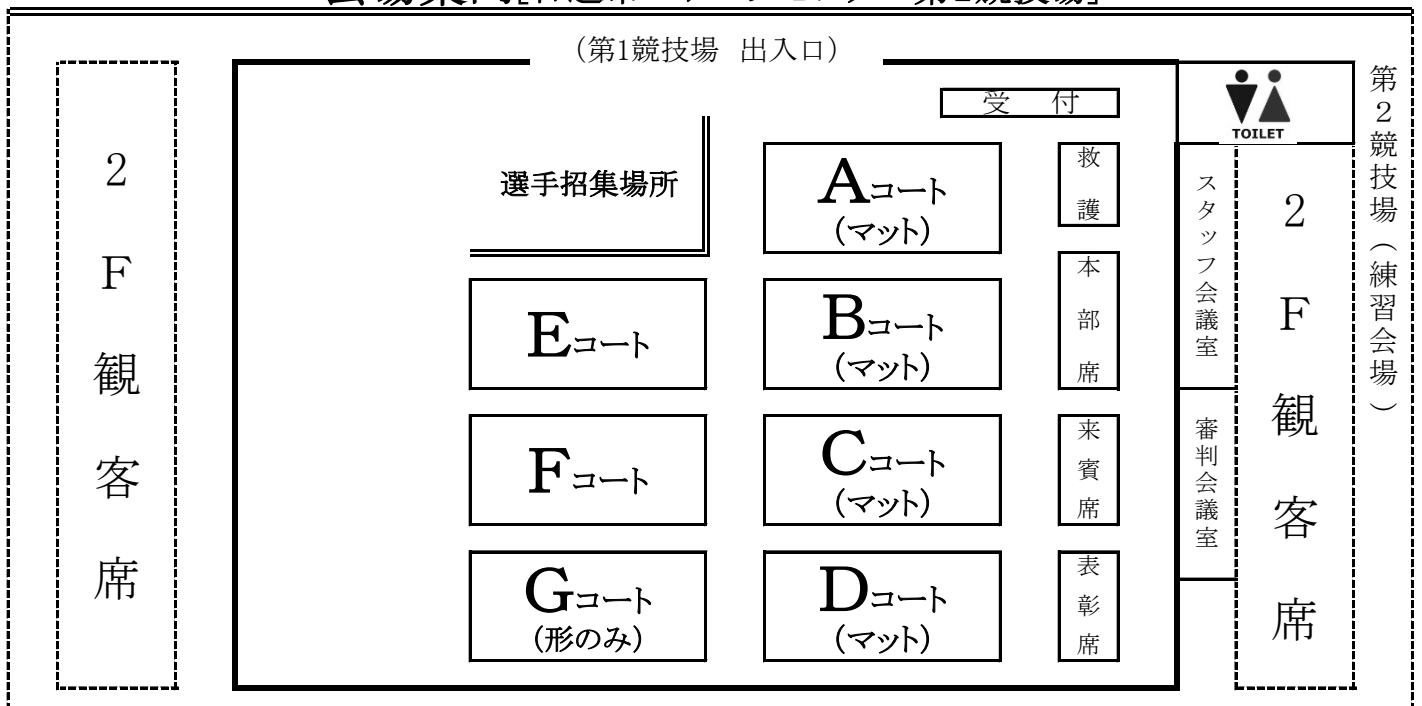 (第1競技場 出入口)
受 付
選手招集場所
Aコート
(マット)
救護
Eコート
Bコート
(マット)
本部席
Fコート
Cコート
(マット)
来賓席
Gコート
(形のみ)
Dコート
(マット)
表彰席
2F観客席
TOILET
スタッフ会議室
審判会議室
2F観客席
第2競技場(練習会場)